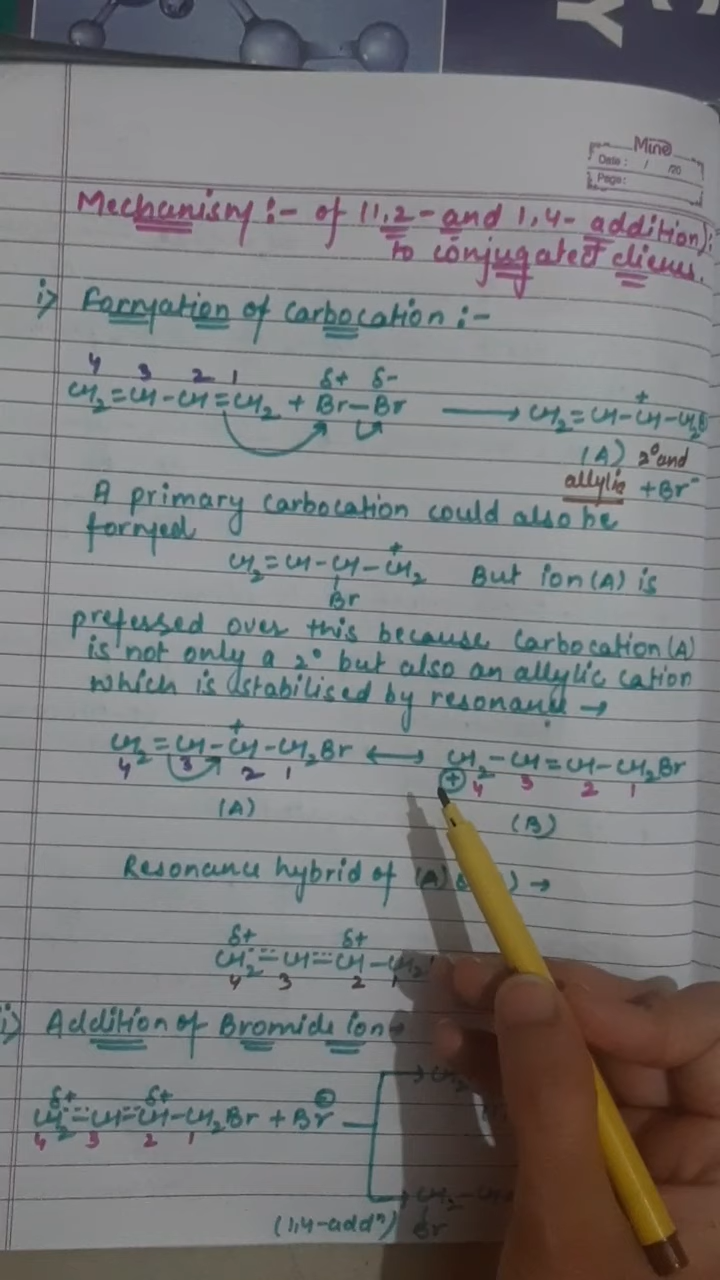 CY
Mine
Date : / /20
Page:
Mechanism :- of (1,2- and 1,4- addition):
to conjugated dienes.
i) Formation of carbocation :-
4 3 2 1 δ+ δ-
CH₂=CH-CH=CH₂ + Br-Br ⟶ CH₂=CH-CH-CH₂B
+
(A) 2° and
allylic + Br⁻
A primary carbocation could also be
formed
CH₂=CH-CH-CH₂ But ion (A) is
+
Br
preferred over this because carbocation (A)
is not only a 2° but also an allylic cation
which is stabilised by resonance →
+
CH₂=CH-CH-CH₂Br ⟷ CH₂-CH=CH-CH₂Br
4 3 2 1 ⊕ 4 3 2 1
(A) (B)
Resonance hybrid of (A) & ) →
δ+ δ+
CH₂=CH=CH-CH₂
4 3 2 1
i) Addition of Bromide ion
δ+ δ+ ⊖
CH₂=CH=CH-CH₂Br + Br
4 3 2 1
CH₂
CH₂ -
(1,4-addⁿ) Br